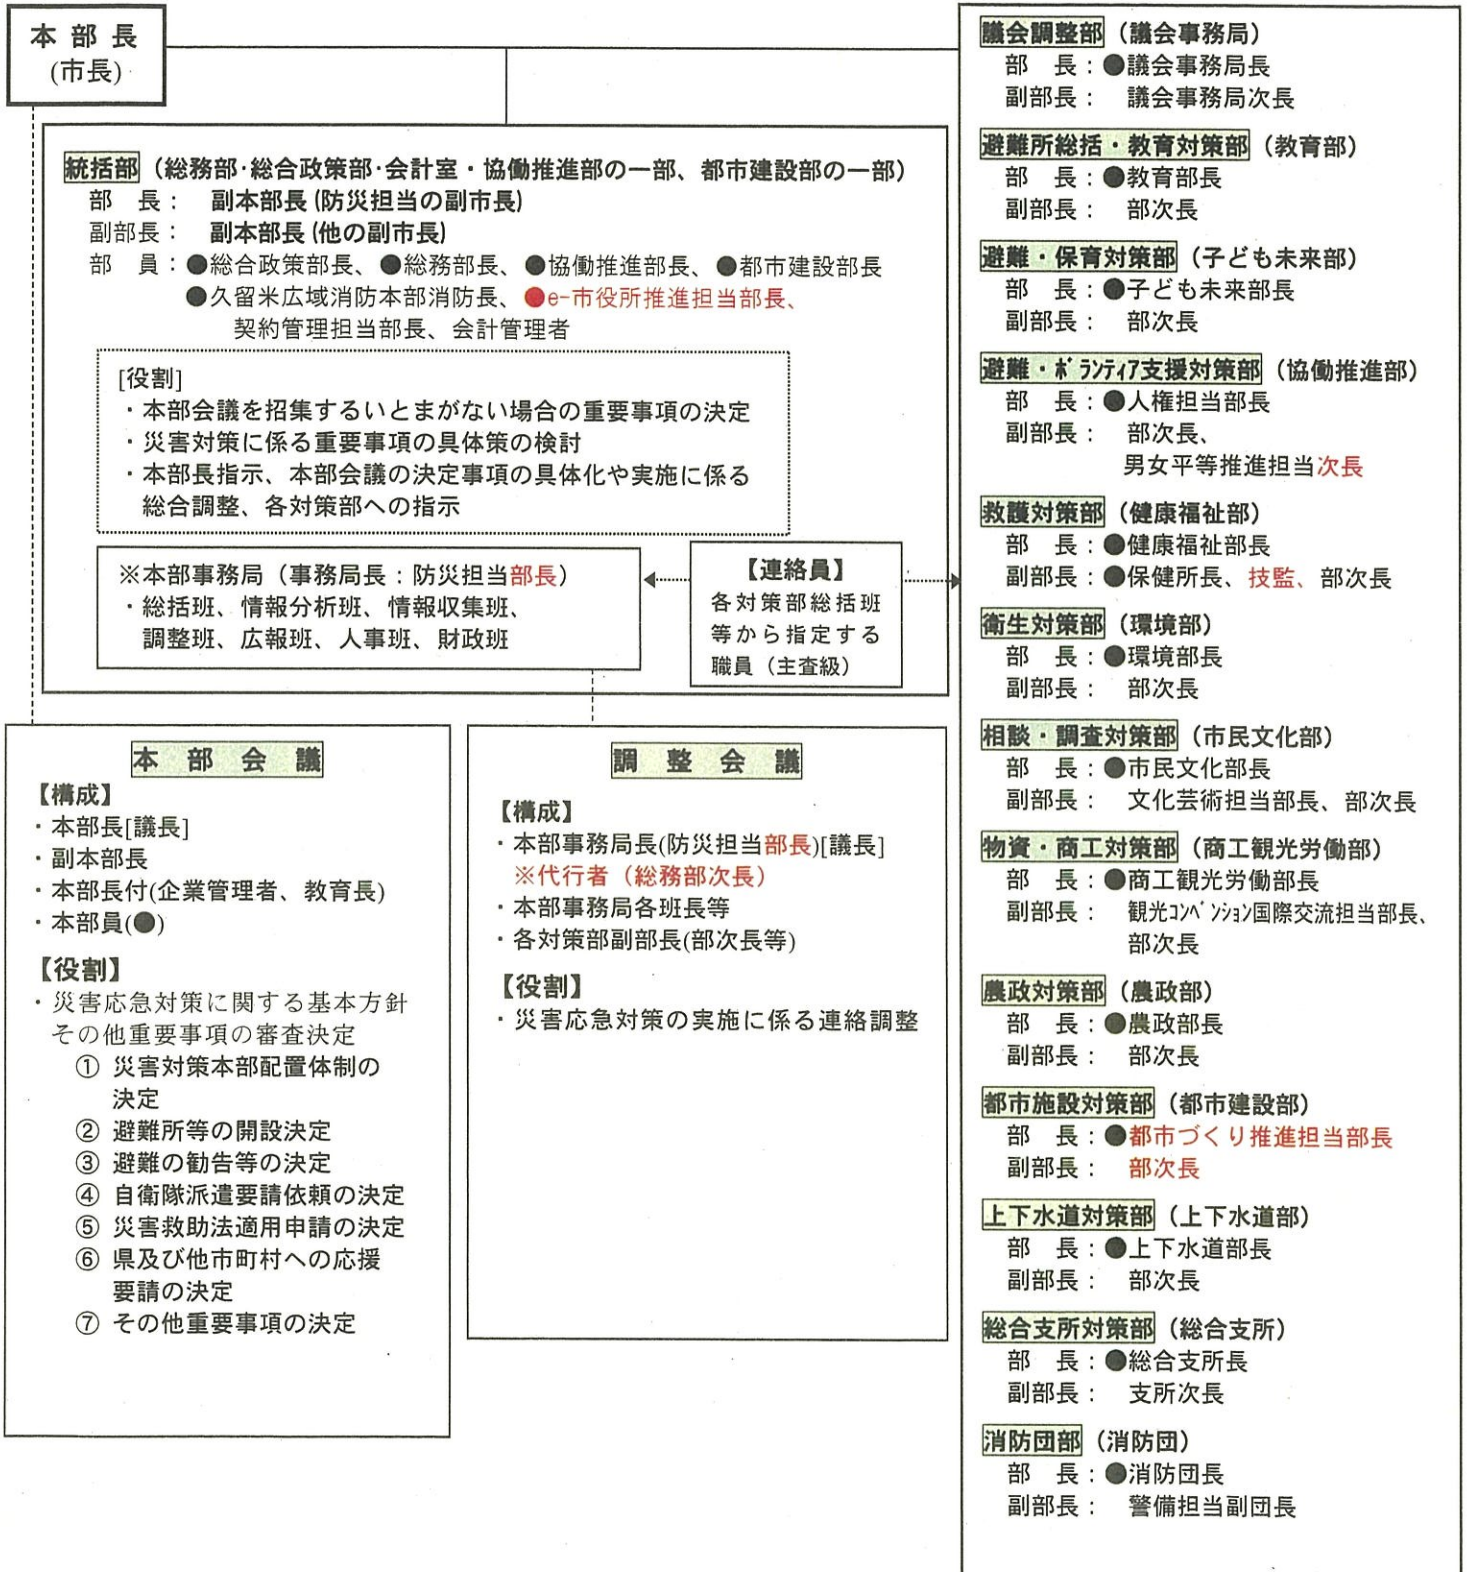 本部長
(市長)
統括部（総務部・総合政策部・会計室・協働推進部の一部、都市建設部の一部）
部　長：　副本部長(防災担当の副市長)
副部長：　副本部長(他の副市長)
部　員：●総合政策部長、●総務部長、●協働推進部長、●都市建設部長
●久留米広域消防本部消防長、●e-市役所推進担当部長、
契約管理担当部長、会計管理者
[役割]
・本部会議を招集するいとまがない場合の重要事項の決定
・災害対策に係る重要事項の具体策の検討
・本部長指示、本部会議の決定事項の具体化や実施に係る
総合調整、各対策部への指示
※本部事務局（事務局長：防災担当部長）
・総括班、情報分析班、情報収集班、
調整班、広報班、人事班、財政班
【連絡員】
各対策部総括班
等から指定する
職員（主査級）
本部会議
【構成】
・本部長[議長]
・副本部長
・本部長付(企業管理者、教育長)
・本部員(●)
【役割】
・災害応急対策に関する基本方針
その他重要事項の審査決定
① 災害対策本部配置体制の
決定
② 避難所等の開設決定
③ 避難の勧告等の決定
④ 自衛隊派遣要請依頼の決定
⑤ 災害救助法適用申請の決定
⑥ 県及び他市町村への応援
要請の決定
⑦ その他重要事項の決定
調整会議
【構成】
・本部事務局長(防災担当部長)[議長]
※代行者（総務部次長）
・本部事務局各班長等
・各対策部副部長(部次長等)
【役割】
・災害応急対策の実施に係る連絡調整
議会調整部（議会事務局）
部　長：●議会事務局長
副部長：　議会事務局次長
避難所総括・教育対策部（教育部）
部　長：●教育部長
副部長：　部次長
避難・保育対策部（子ども未来部）
部　長：●子ども未来部長
副部長：　部次長
避難・ﾎﾞﾗﾝﾃｨｱ支援対策部（協働推進部）
部　長：●人権担当部長
副部長：　部次長、
男女平等推進担当次長
救護対策部（健康福祉部）
部　長：●健康福祉部長
副部長：●保健所長、技監、部次長
衛生対策部（環境部）
部　長：●環境部長
副部長：　部次長
相談・調査対策部（市民文化部）
部　長：●市民文化部長
副部長：　文化芸術担当部長、部次長
物資・商工対策部（商工観光労働部）
部　長：●商工観光労働部長
副部長：　観光ｺﾝﾍﾞﾝｼｮﾝ国際交流担当部長、
部次長
農政対策部（農政部）
部　長：●農政部長
副部長：　部次長
都市施設対策部（都市建設部）
部　長：●都市づくり推進担当部長
副部長：　部次長
上下水道対策部（上下水道部）
部　長：●上下水道部長
副部長：　部次長
総合支所対策部（総合支所）
部　長：●総合支所長
副部長：　支所次長
消防団部（消防団）
部　長：●消防団長
副部長：　警備担当副団長